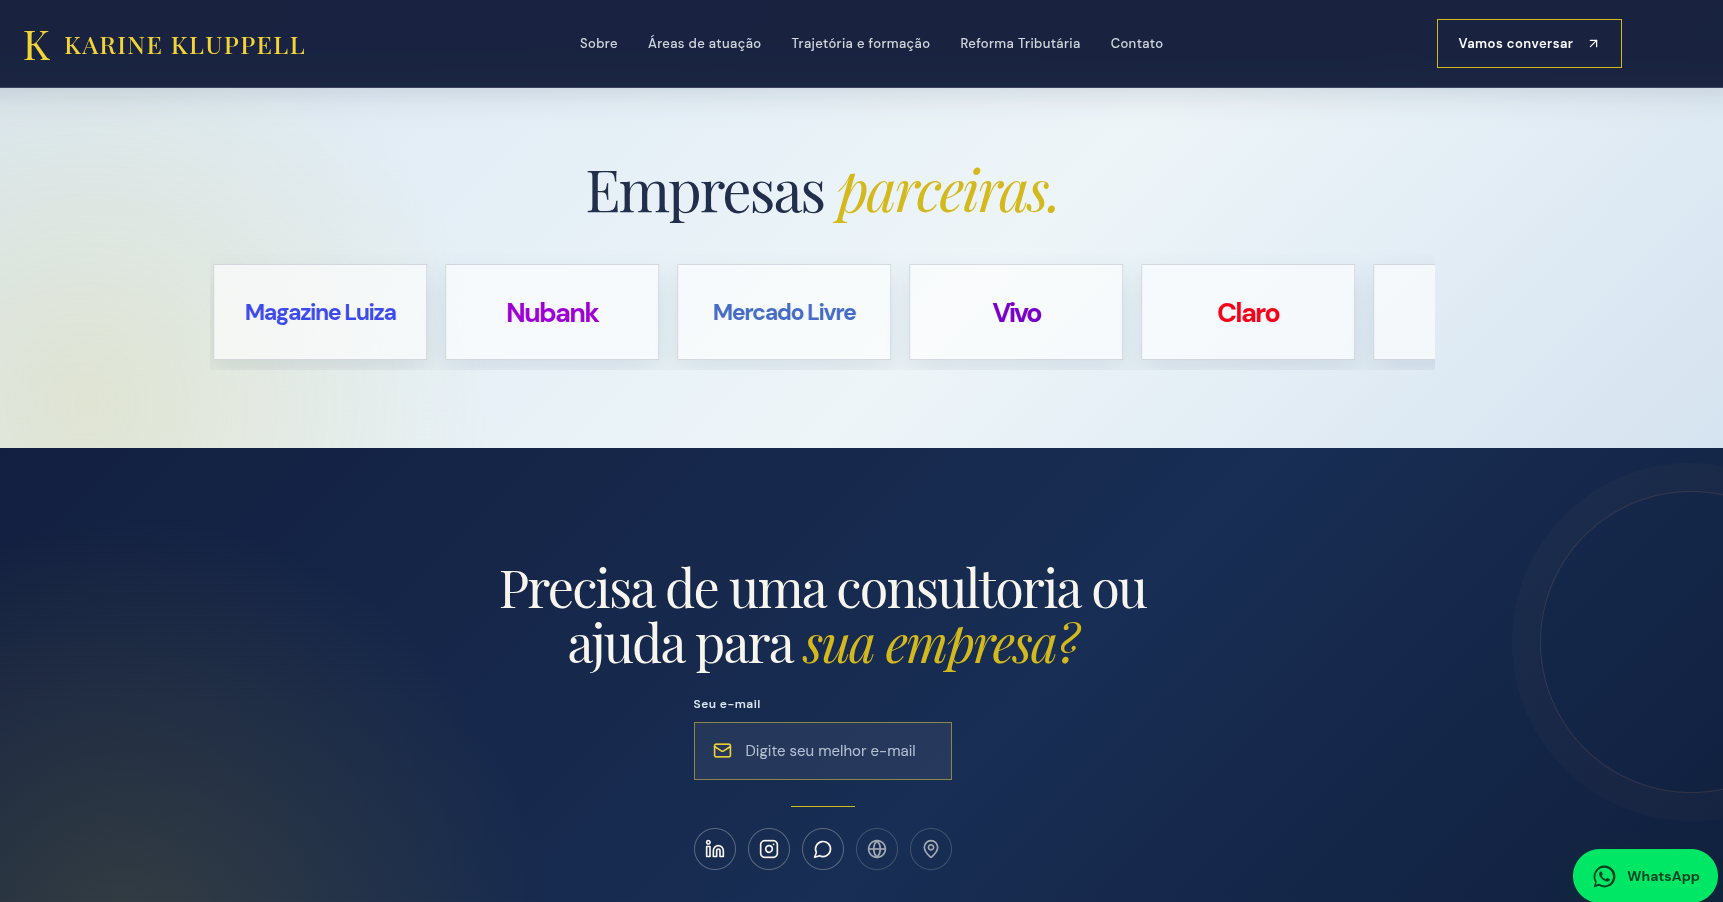 K KARINE KLUPPELL
Sobre
Áreas de atuação
Trajetória e formação
Reforma Tributária
Contato
Vamos conversar
Empresas parceiras.
Magazine Luiza
Nubank
Mercado Livre
Vivo
Claro
Precisa de uma consultoria ou
ajuda para sua empresa?
Seu e-mail
Digite seu melhor e-mail
WhatsApp